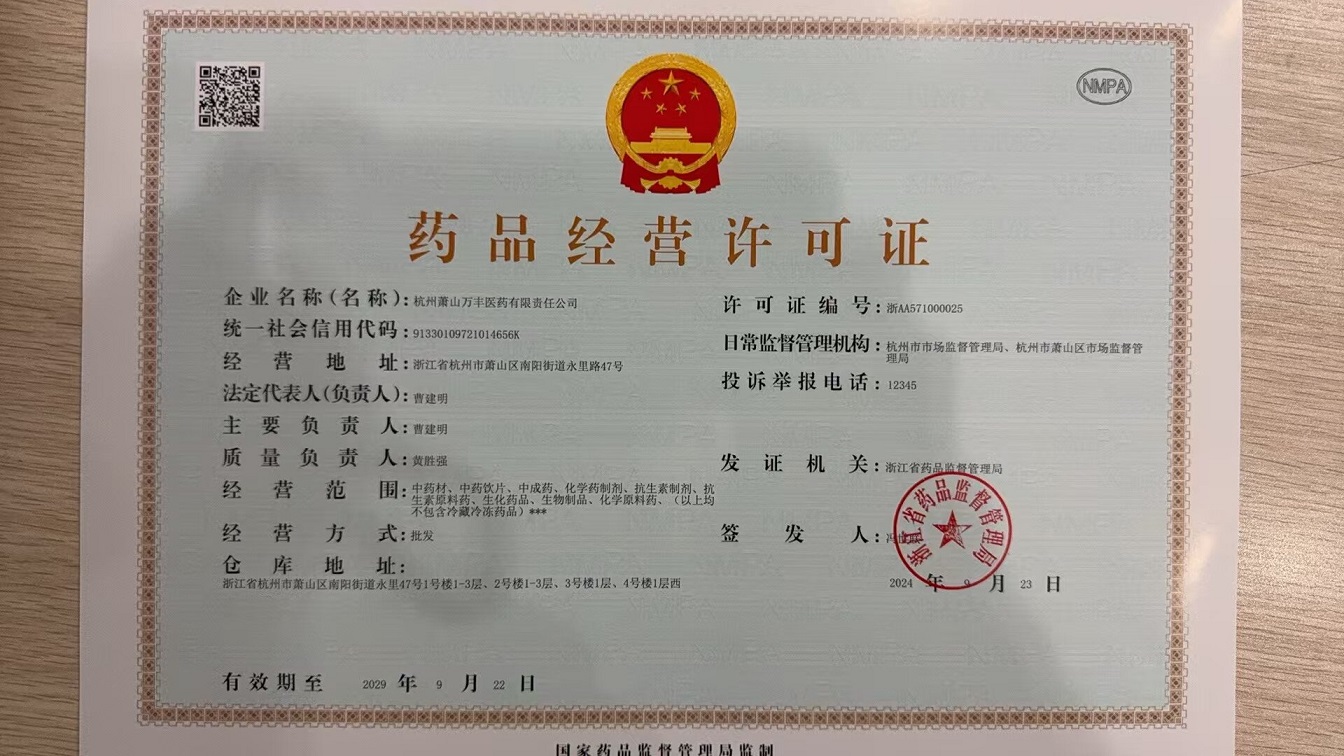 NMPA
药品经营许可证
企业名称(名称):杭州萧山万丰医药有限责任公司
统一社会信用代码:91330109721014656K
经营地址:浙江省杭州市萧山区南阳街道永里路47号
法定代表人(负责人):曹建明
主要负责人:曹建明
质量负责人:黄胜强
经营范围:中药材、中药饮片、中成药、化学药制剂、抗生素制剂、抗
生素原料药、生化药品、生物制品、化学原料药、(以上均
不包含冷藏冷冻药品)***
经营方式:批发
仓库地址:
浙江省杭州市萧山区南阳街道永里47号1号楼1-3层、2号楼1-3层、3号楼1层、4号楼1层西
许可证编号:浙AA571000025
日常监督管理机构:杭州市市场监督管理局、杭州市萧山区市场监督管
理局
投诉举报电话:12345
发证机关:浙江省药品监督管理局
签发人:
浙江省药品监督管理局
2024 年 9 月 23 日
有效期至 2029 年 9 月 22 日
国家药品监督管理局监制